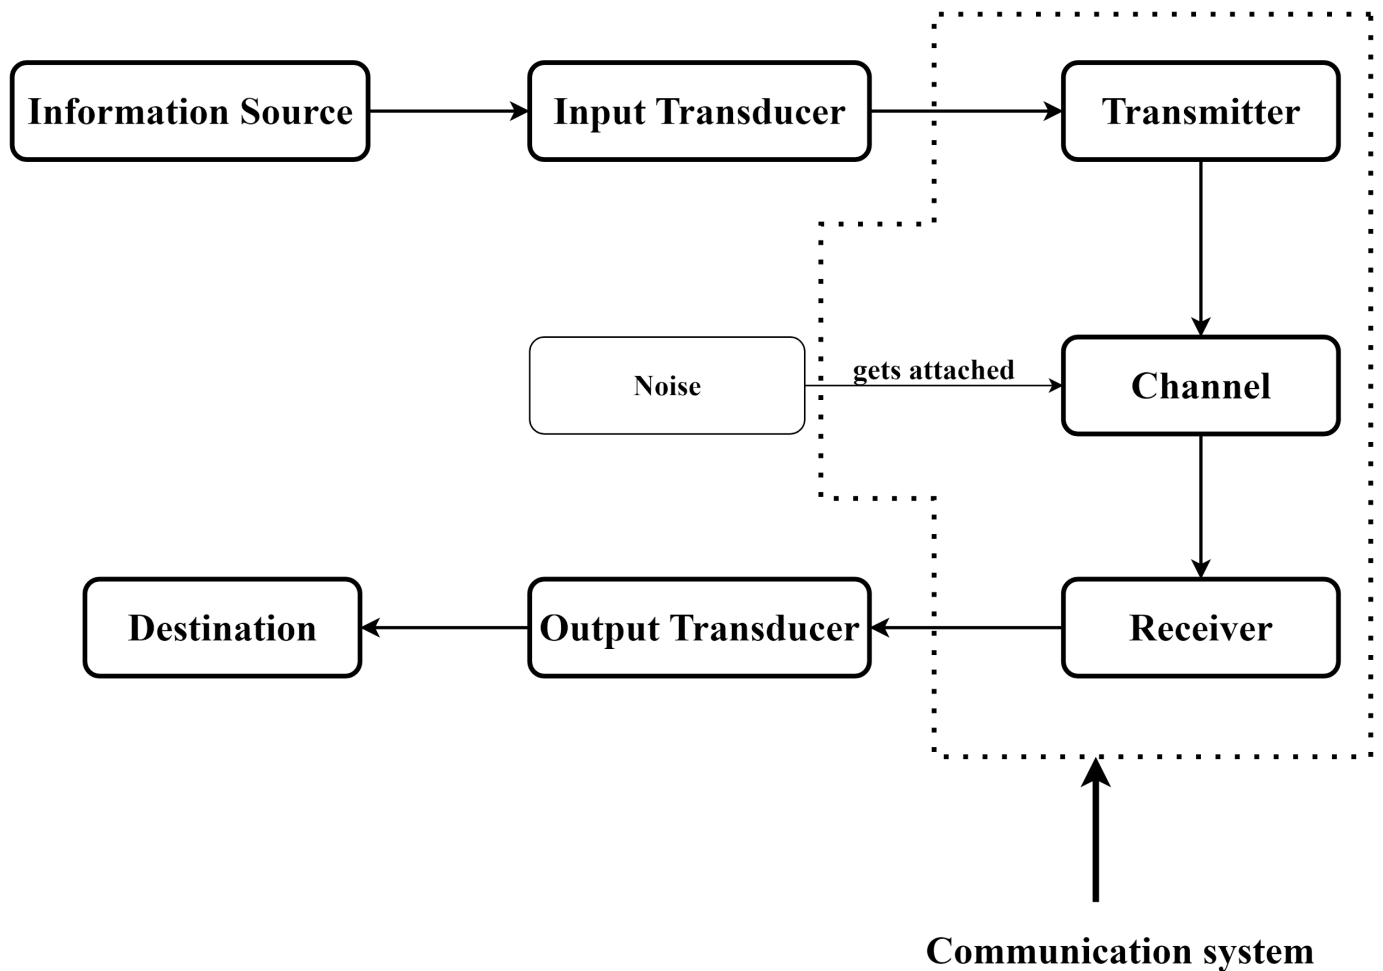 Information Source
Input Transducer
Transmitter
Noise
gets attached
Channel
Destination
Output Transducer
Receiver
Communication system